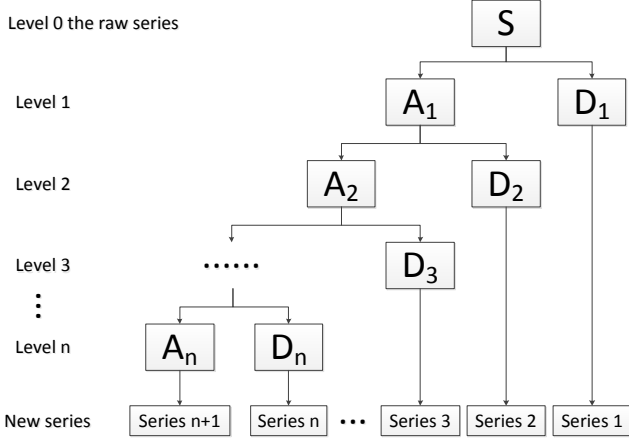 Level 0 the raw series
S
Level 1
A₁
D₁
Level 2
A₂
D₂
Level 3
......
D₃
⋮
Level n
Aₙ
Dₙ
New series
Series n+1
Series n
...
Series 3
Series 2
Series 1